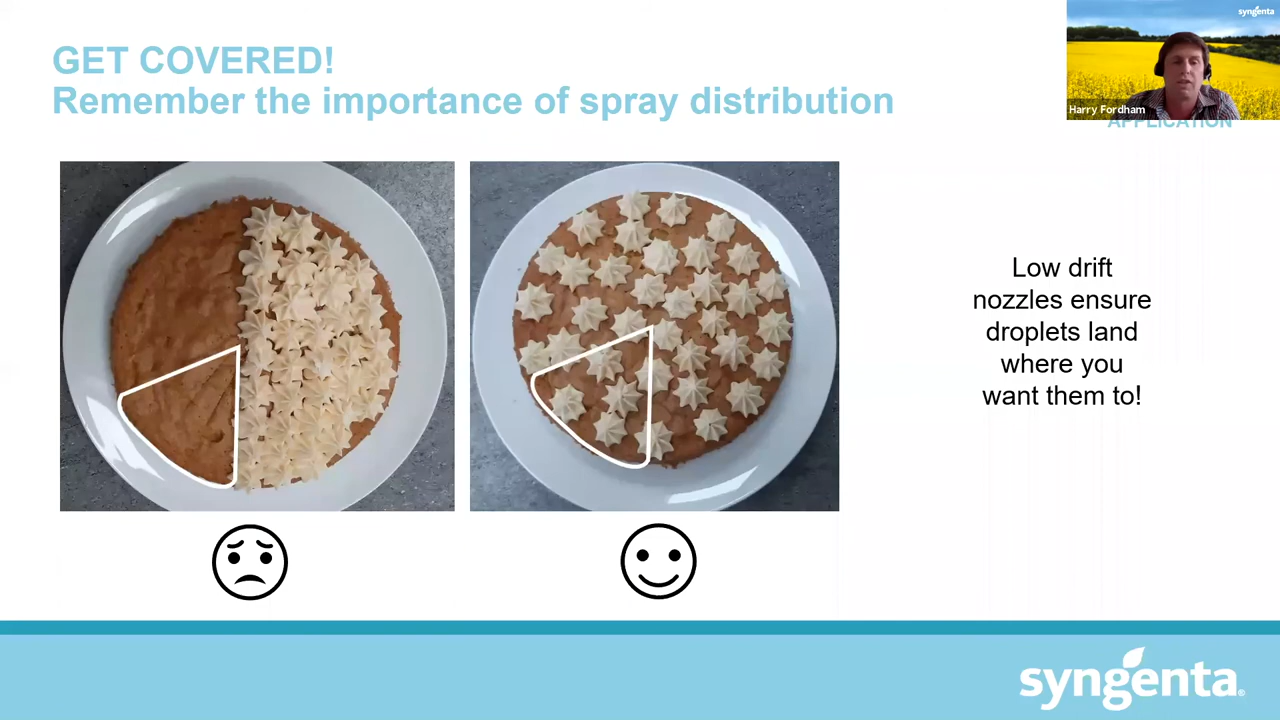 GET COVERED!
Remember the importance of spray distribution
syngenta
Harry Fordham
APPLICATION
Low drift
nozzles ensure
droplets land
where you
want them to!
syngenta®